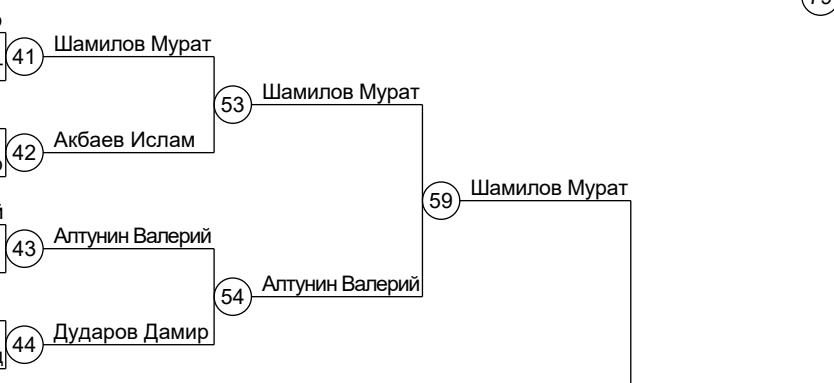 41 Шамилов Мурат
53 Шамилов Мурат
42 Акбаев Ислам
59 Шамилов Мурат
43 Алтунин Валерий
54 Алтунин Валерий
44 Дударов Дамир